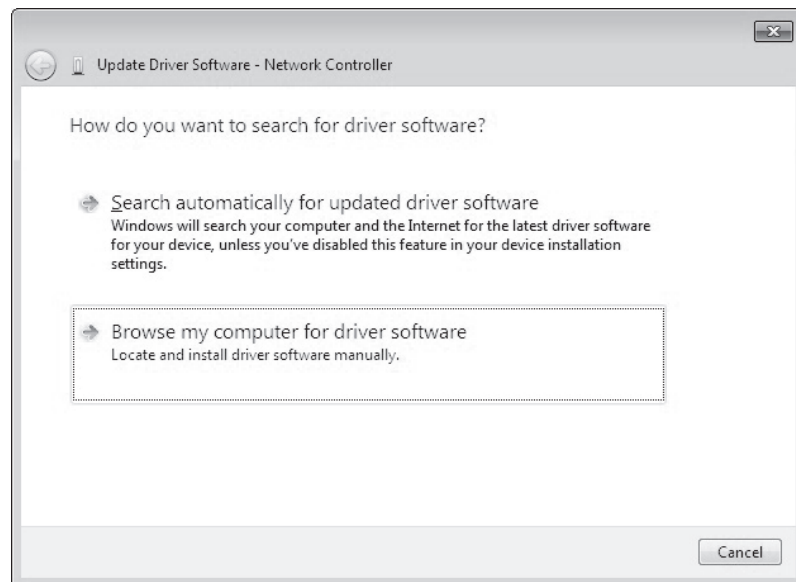 Update Driver Software - Network Controller
How do you want to search for driver software?
Search automatically for updated driver software
Windows will search your computer and the Internet for the latest driver software
for your device, unless you've disabled this feature in your device installation
settings.
Browse my computer for driver software
Locate and install driver software manually.
Cancel